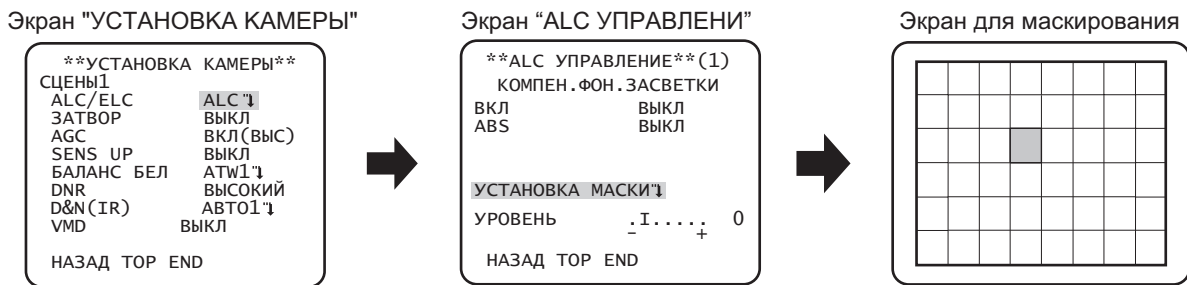 Экран "УСТАНОВКА КАМЕРЫ"
**УСТАНОВКА КАМЕРЫ**
СЦЕНЫ1
ALC/ELC ALC
ЗАТВОР ВЫКЛ
AGC ВКЛ(ВЫС)
SENS UP ВЫКЛ
БАЛАНС БЕЛ ATW1
DNR ВЫСОКИЙ
D&N(IR) АВТО1
VMD ВЫКЛ
НАЗАД TOP END
Экран “ALC УПРАВЛЕНИ”
**ALC УПРАВЛЕНИЕ**(1)
КОМПЕН.ФОН.ЗАСВЕТКИ
ВКЛ ВЫКЛ
ABS ВЫКЛ
УСТАНОВКА МАСКИ
УРОВЕНЬ .I..... 0
- +
НАЗАД TOP END
Экран для маскирования